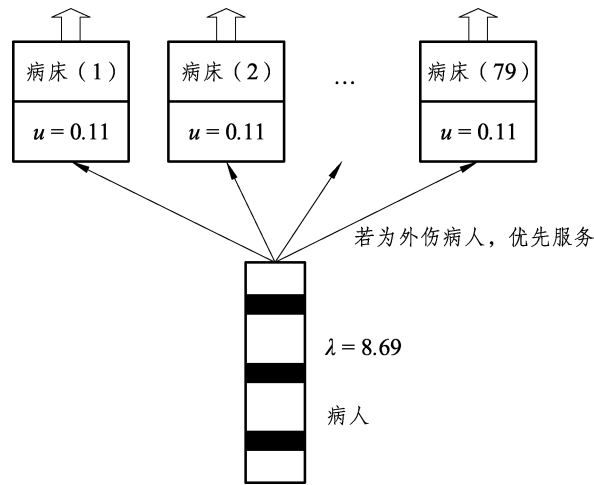 病床（1） 病床（2） … 病床（79）
u = 0.11 u = 0.11 u = 0.11
若为外伤病人，优先服务
λ = 8.69
病人